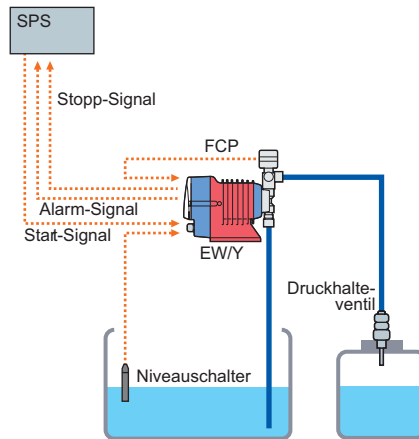 SPS
Stopp-Signal
FCP
Alarm-Signal
Start-Signal
EW/Y
Druckhalte-
ventil
Niveauschalter